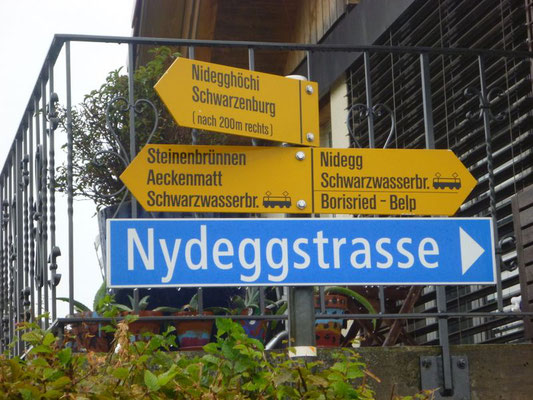 Nidegghöchi
Schwarzenburg
(nach 200m rechts)
Steinenbrünnen
Aeckenmatt
Schwarzwasserbr.
Nidegg
Schwarzwasserbr.
Borisried - Belp
Nydeggstrasse